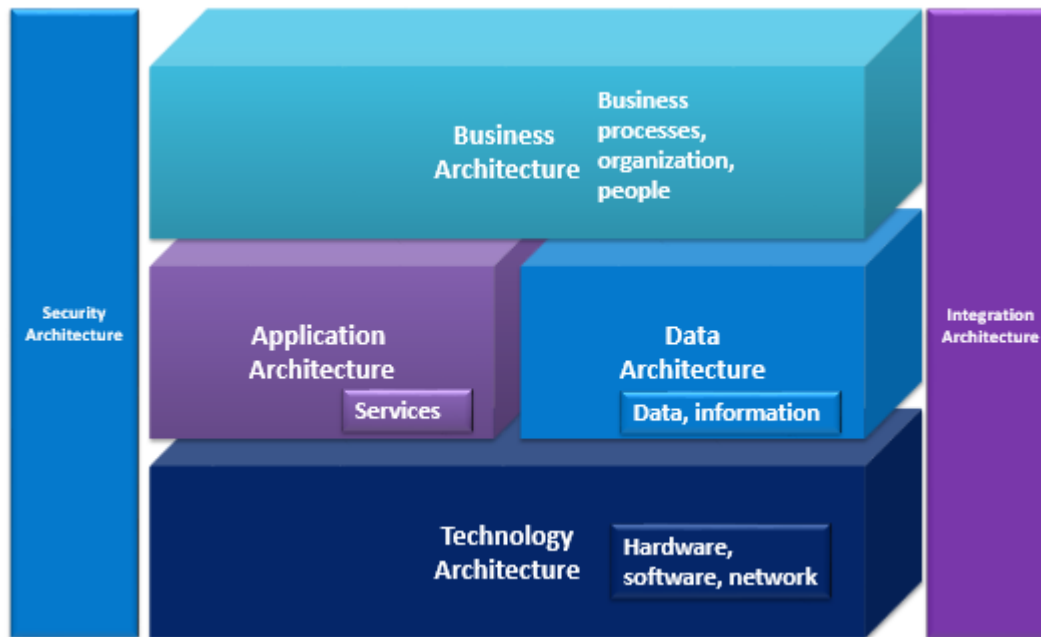 Business
Architecture
Business
processes,
organization,
people
Security
Architecture
Application
Architecture
Services
Data
Architecture
Data, information
Integration
Architecture
Technology
Architecture
Hardware,
software, network